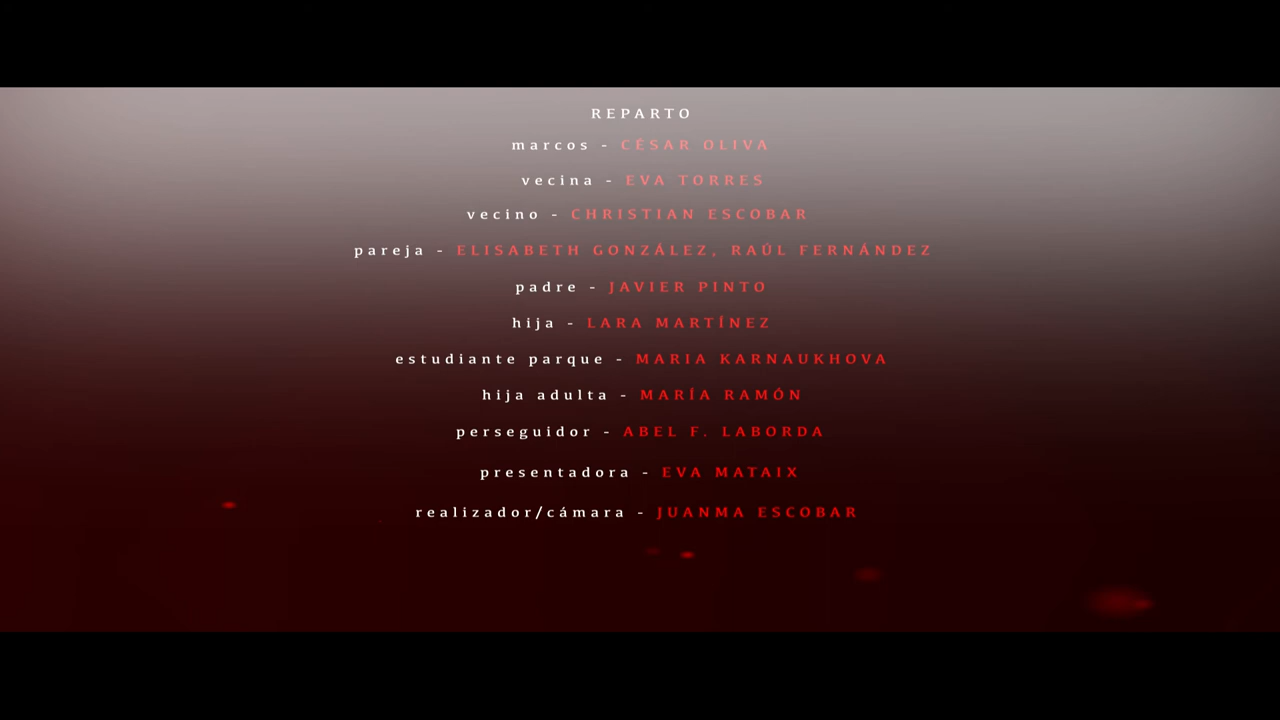 REPARTO
marcos - CÉSAR OLIVA
vecina - EVA TORRES
vecino - CHRISTIAN ESCOBAR
pareja - ELISABETH GONZÁLEZ, RAÚL FERNÁNDEZ
padre - JAVIER PINTO
hija - LARA MARTÍNEZ
estudiante parque - MARIA KARNAUKHOVA
hija adulta - MARÍA RAMÓN
perseguidor - ABEL F. LABORDA
presentadora - EVA MATAIX
realizador/cámara - JUANMA ESCOBAR